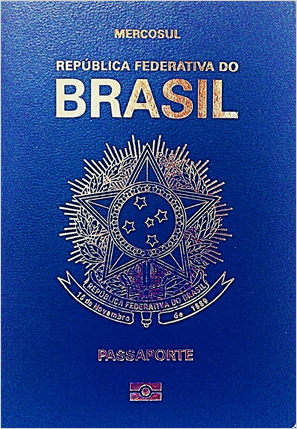 MERCOSUL
REPÚBLICA FEDERATIVA DO
BRASIL
REPÚBLICA FEDERATIVA DO BRASIL
15 de Novembro de 1889
PASSAPORTE